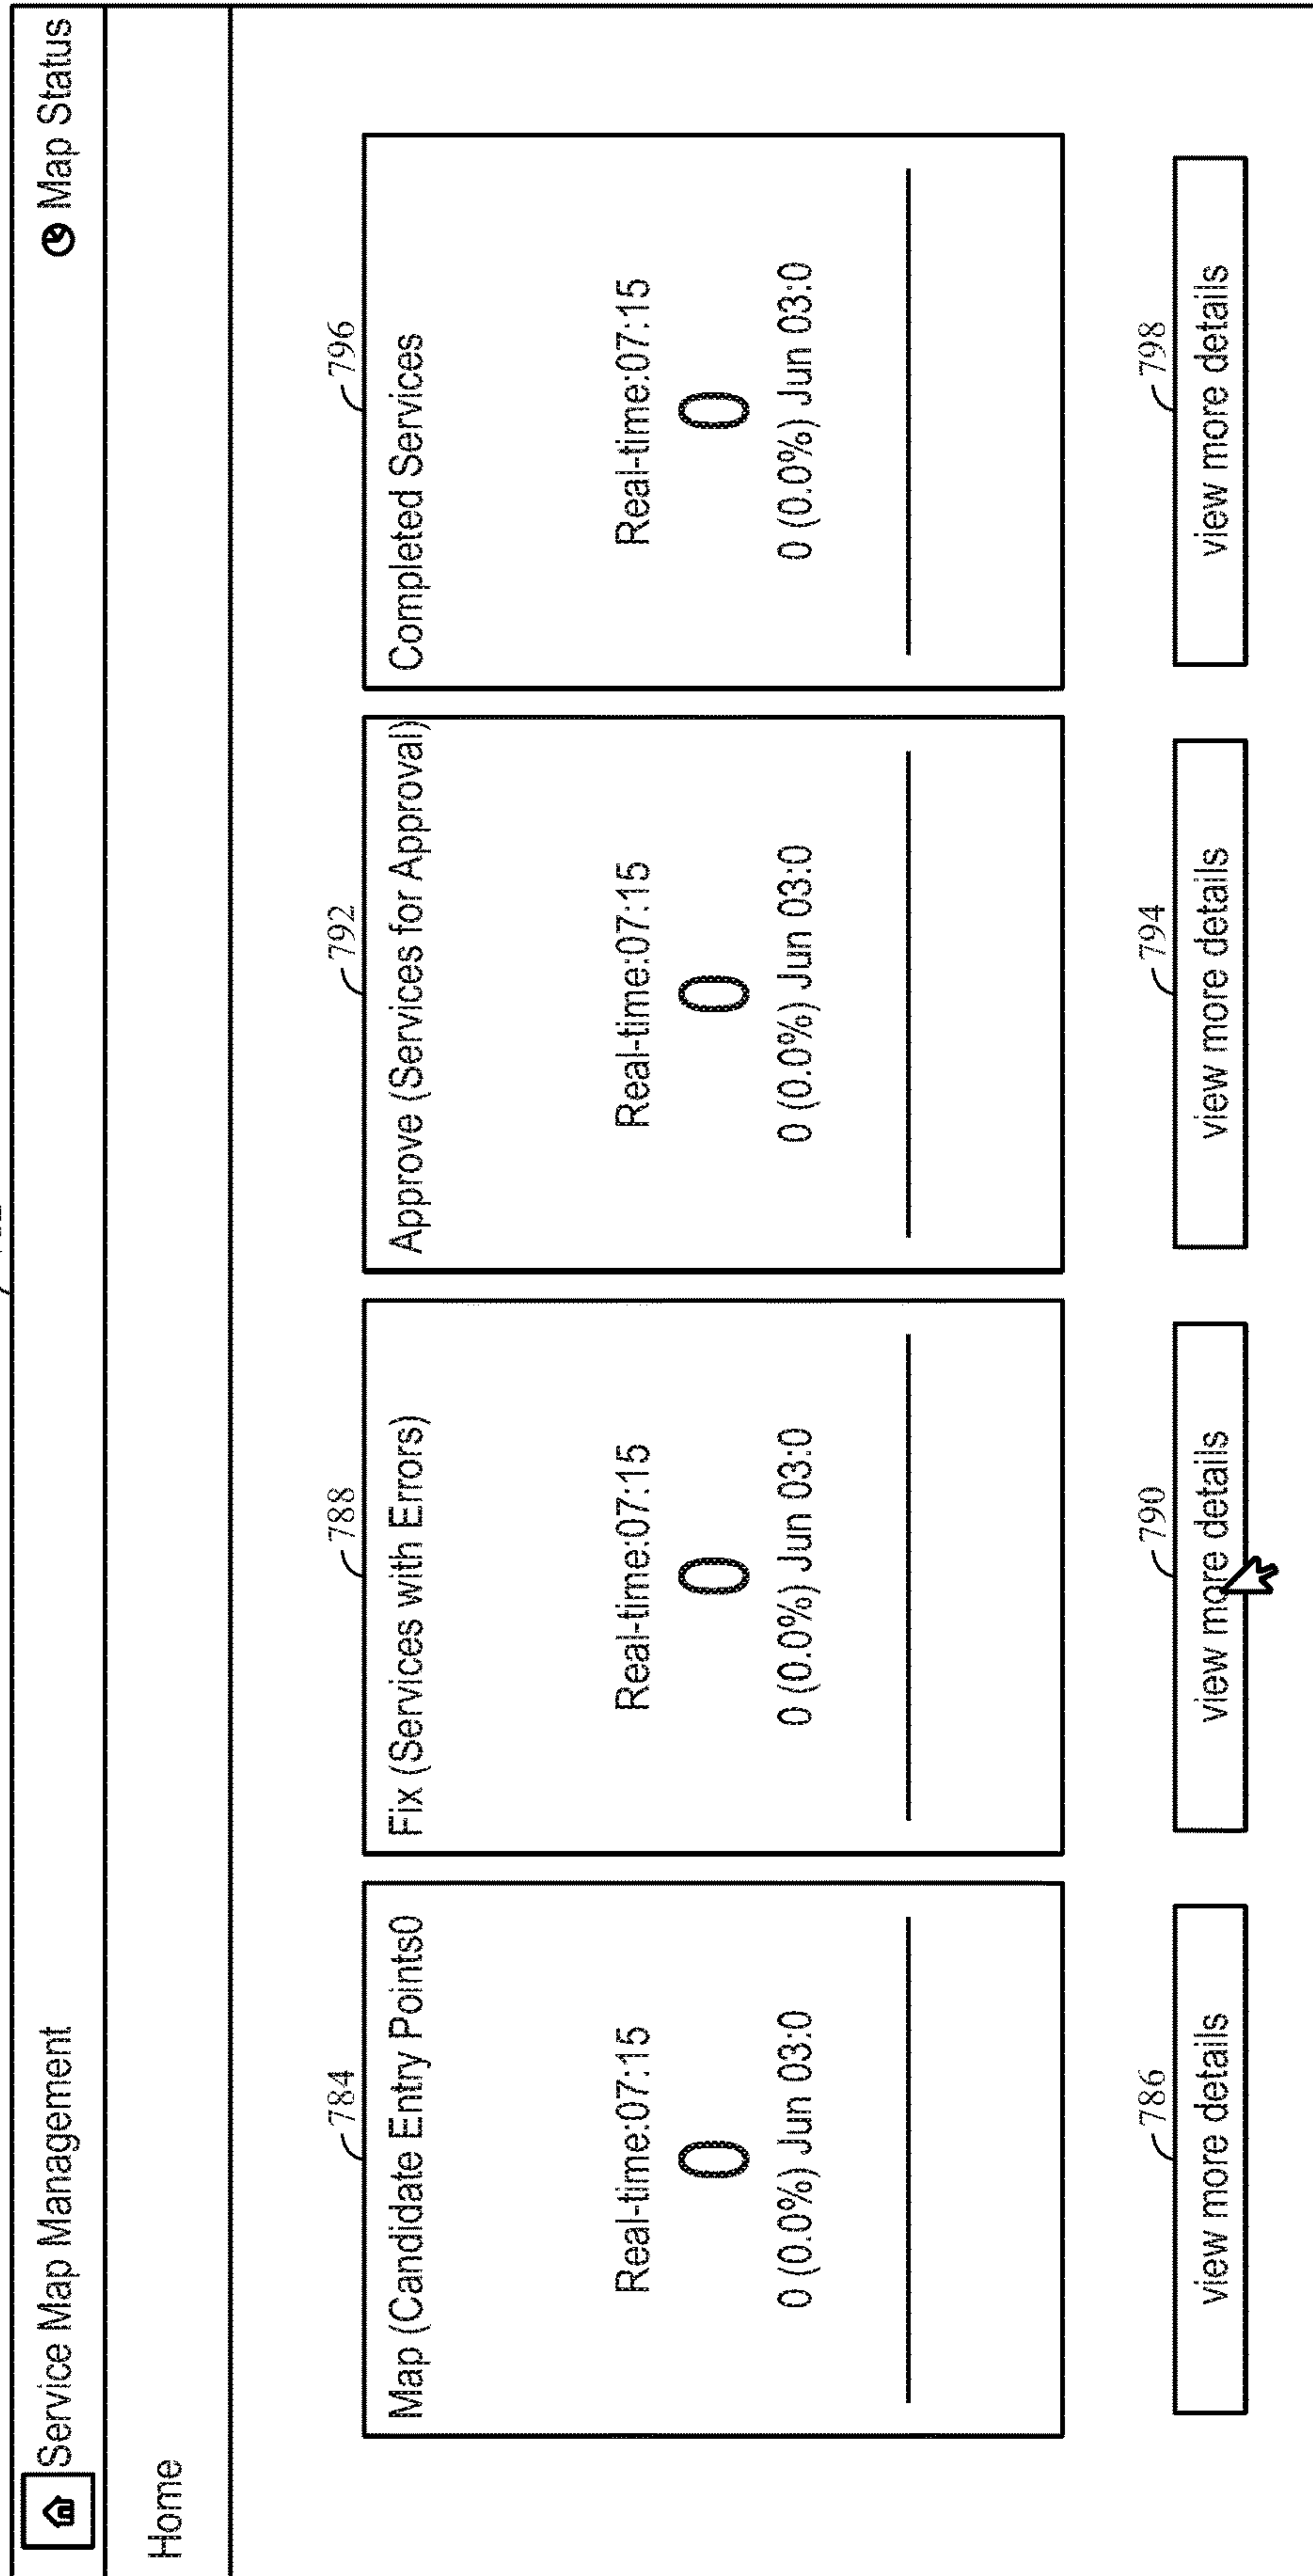 Service Map Management
Map Status
Home
784
788
792
796
Map (Candidate Entry Points0
Fix (Services with Errors)
Approve (Services for Approval)
Completed Services
Real-time:07:15
Real-time:07:15
Real-time:07:15
Real-time:07:15
0
0
0
0
0 (0.0%) Jun 03:0
0 (0.0%) Jun 03:0
0 (0.0%) Jun 03:0
0 (0.0%) Jun 03:0
786
790
794
798
view more details
view more details
view more details
view more details